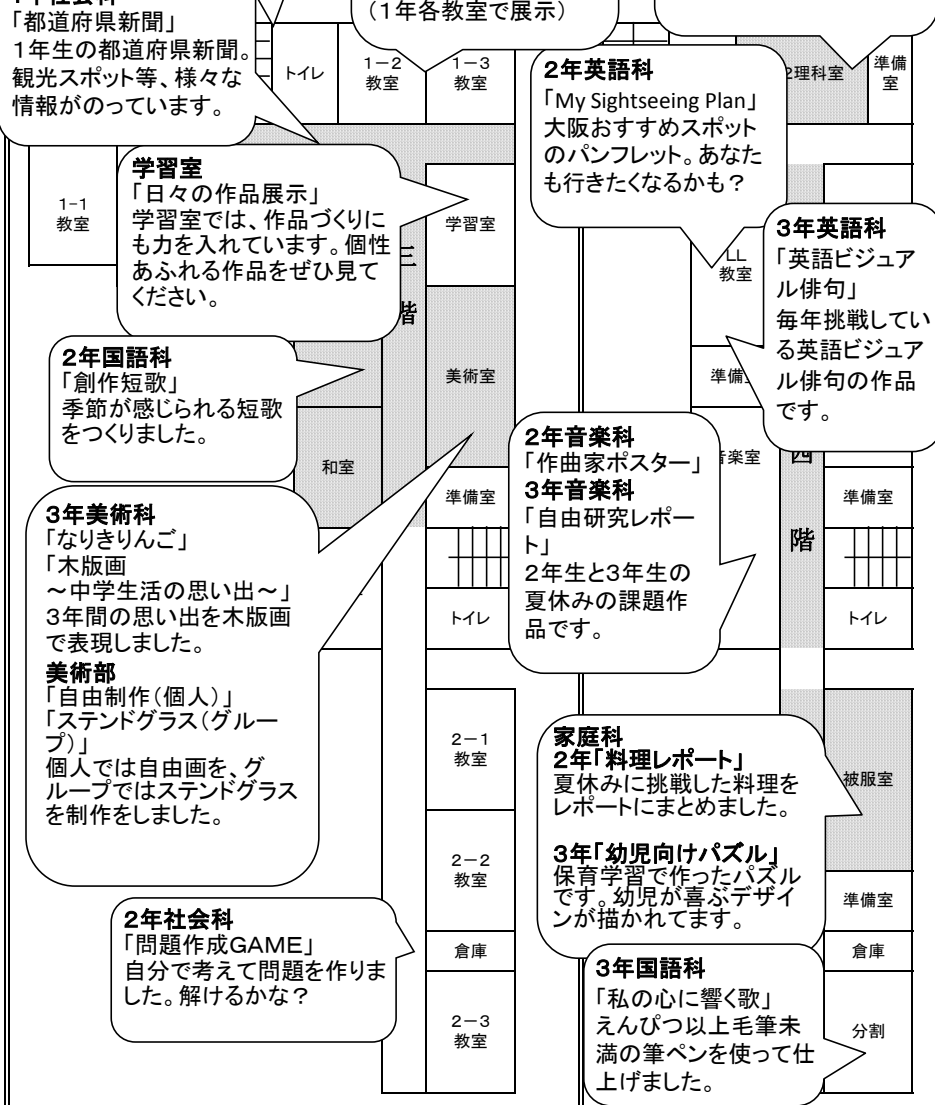 1年社会科
「都道府県新聞」
1年生の都道府県新聞。
観光スポット等、様々な
情報がのっています。
（1年各教室で展示）
トイレ
1－2
教室
1－3
教室
2年英語科
「My Sightseeing Plan」
大阪おすすめスポット
のパンフレット。あなた
も行きたくなるかも？
2理科室
準備
室
1-1
教室
学習室
「日々の作品展示」
学習室では、作品づくりに
も力を入れています。個性
あふれる作品をぜひ見て
ください。
学習室
三
階
LL
教室
3年英語科
「英語ビジュア
ル俳句」
毎年挑戦してい
る英語ビジュア
ル俳句の作品
です。
2年国語科
「創作短歌」
季節が感じられる短歌
をつくりました。
美術室
準備
和室
2年音楽科
「作曲家ポスター」
3年音楽科
「自由研究レポー
ト」
2年生と3年生の
夏休みの課題作
品です。
音楽室
四
階
準備室
準備室
3年美術科
「なりきりんご」
「木版画
～中学生活の思い出～」
3年間の思い出を木版画
で表現しました。
美術部
「自由制作（個人）」
「ステンドグラス（グルー
プ）」
個人では自由画を、グ
ループではステンドグラス
を制作をしました。
トイレ
トイレ
2－1
教室
家庭科
2年「料理レポート」
夏休みに挑戦した料理を
レポートにまとめました。
3年「幼児向けパズル」
保育学習で作ったパズル
です。幼児が喜ぶデザイ
ンが描かれてます。
被服室
2－2
教室
準備室
2年社会科
「問題作成GAME」
自分で考えて問題を作りま
した。解けるかな？
倉庫
倉庫
3年国語科
「私の心に響く歌」
えんぴつ以上毛筆未
満の筆ペンを使って仕
上げました。
2－3
教室
分割